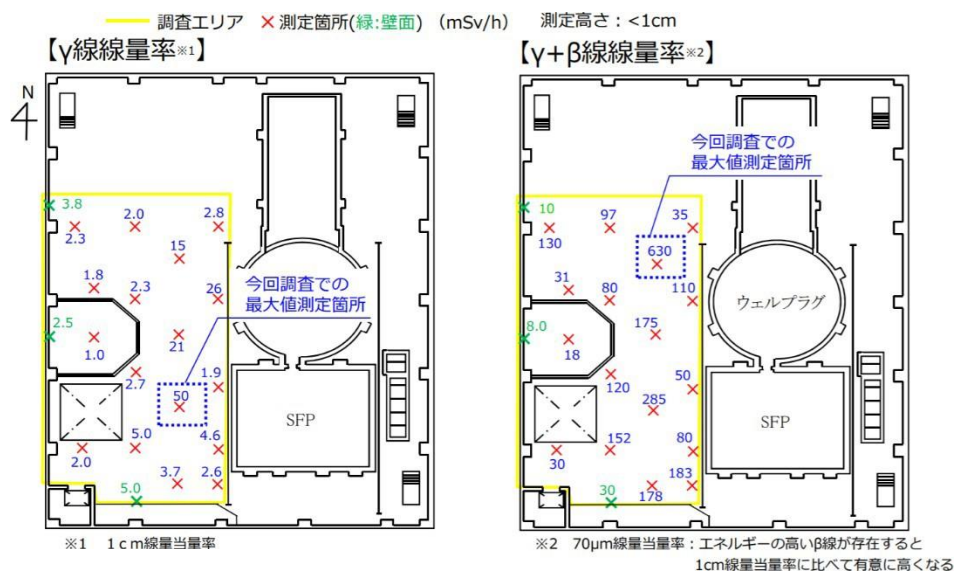 調査エリア × 測定箇所(緑:壁面) (mSv/h) 測定高さ:<1cm
【γ線線量率※1】
【γ+β線線量率※2】
N
3.8
2.3
2.0
2.8
15
1.8
2.3
26
今回調査での
最大値測定箇所
2.5
1.0
21
2.7
1.9
50
SFP
2.0
5.0
4.6
3.7
2.6
5.0
※1 1cm線量当量率
今回調査での
最大値測定箇所
10
130
97
35
630
31
80
110
ウェルプラグ
8.0
18
175
120
50
285
SFP
30
152
80
178
183
30
※2 70μm線量当量率:エネルギーの高いβ線が存在すると
1cm線量当量率に比べて有意に高くなる